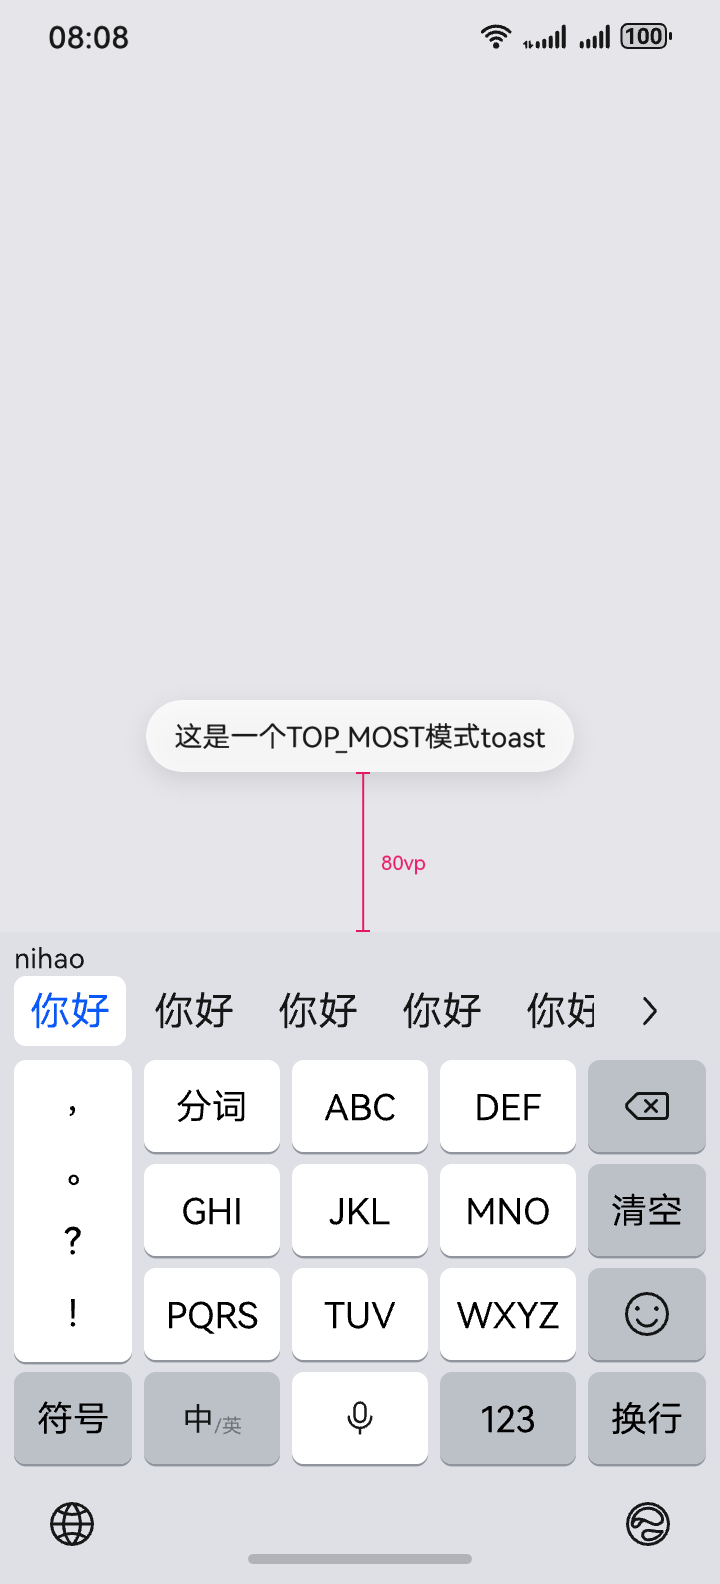 08:08
100
这是一个TOP_MOST模式toast
80vp
nihao
你好 你好 你好 你好 你好
， 分词 ABC DEF
。
GHI JKL MNO 清空
？
PQRS TUV WXYZ
！
符号 中/英 123 换行